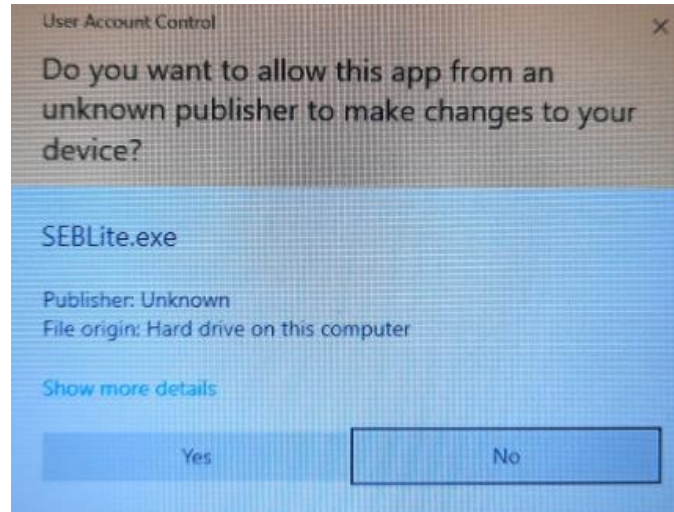 User Account Control
Do you want to allow this app from an
unknown publisher to make changes to your
device?
SEBLite.exe
Publisher: Unknown
File origin: Hard drive on this computer
Show more details
Yes
No